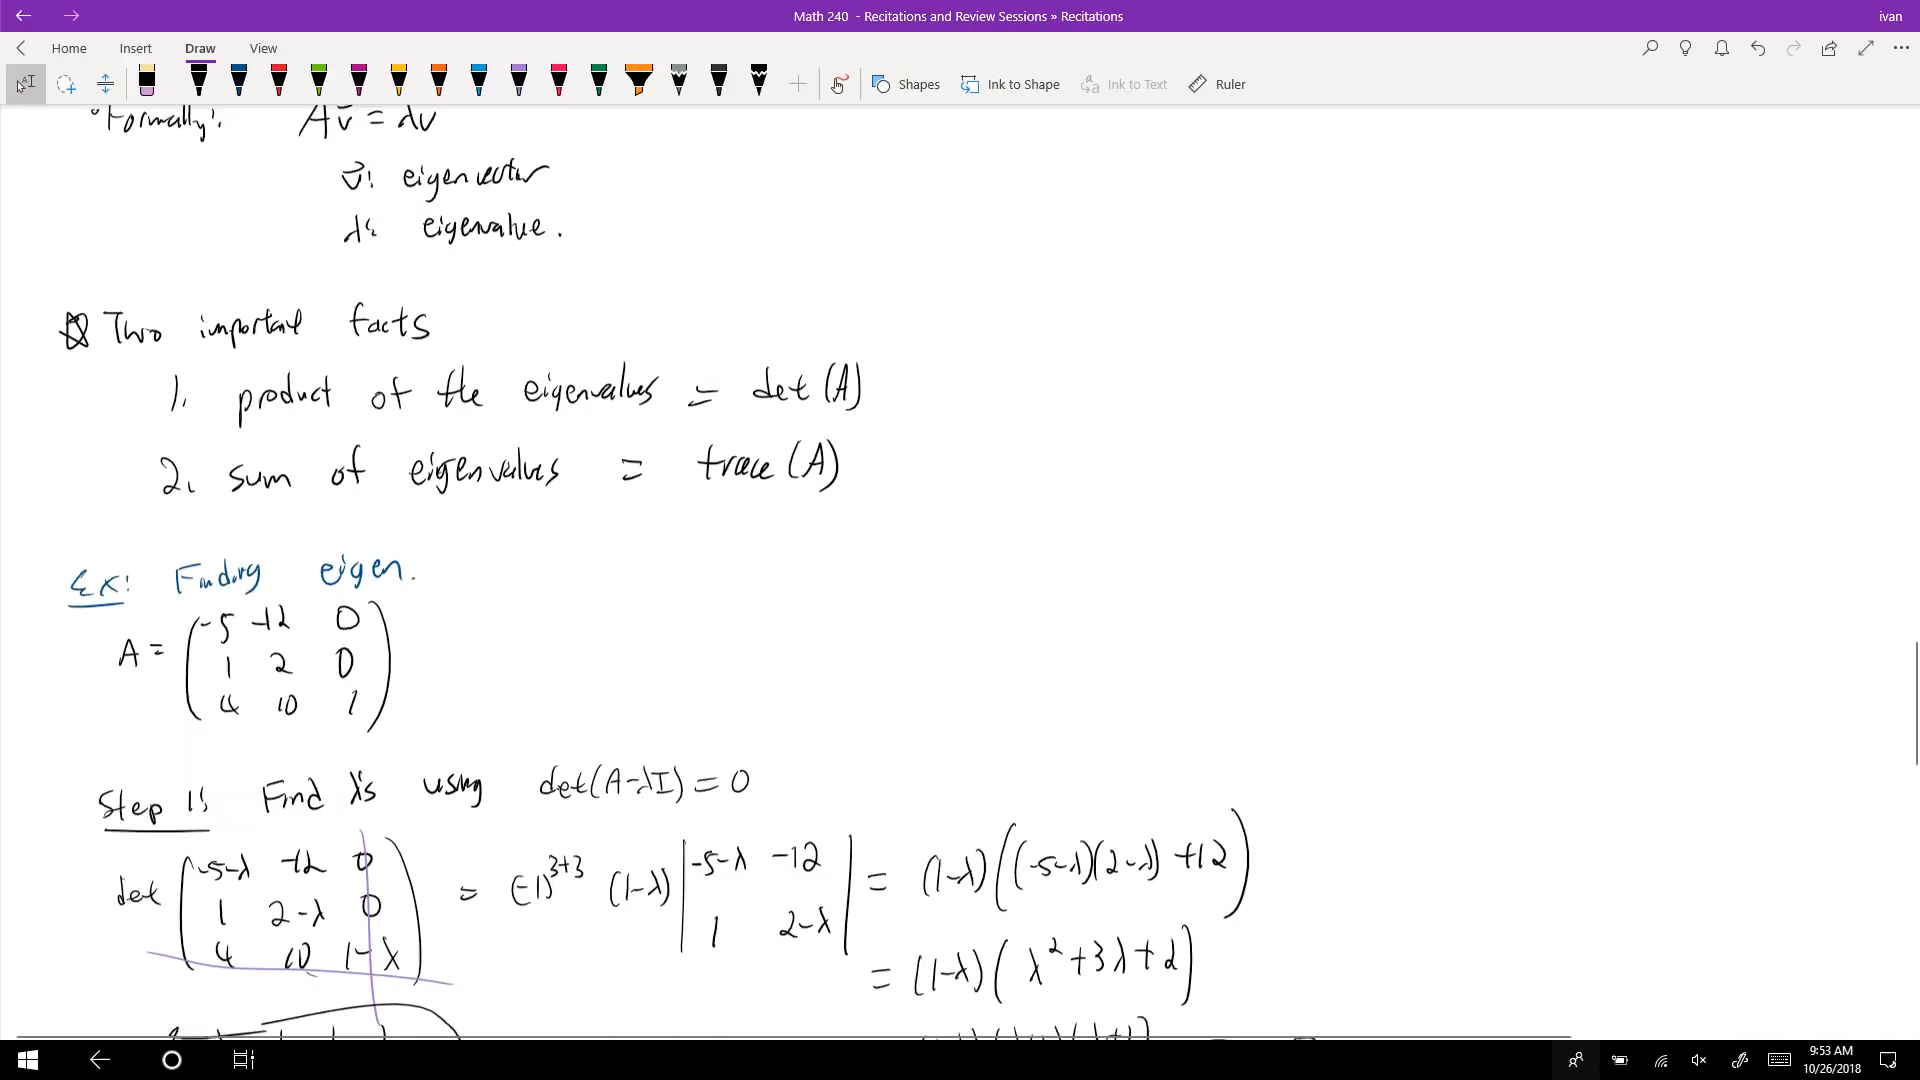 Math 240 - Recitations and Review Sessions » Recitations
ivan
Home Insert Draw View
Shapes Ink to Shape Ink to Text Ruler
"Formally": Av̄ = λv
v⃗: eigenvector
λ: eigenvalue.
Two important facts
1. product of the eigenvalues = det (A)
2. sum of eigenvalues = trace (A)
Ex: Finding eigen.
-5 -12 0
A = 1 2 0
4 10 1
Step 1: Find λ's using det(A-λI) = 0
det ( -5-λ -12 0
1 2-λ 0
4 10 1-λ ) = (-1)^3+3 (1-λ) | -5-λ -12
1 2-λ | = (1-λ)((-5-λ)(2-λ) +12)
= (1-λ)( λ² + 3λ + 2)
9:53 AM
10/26/2018